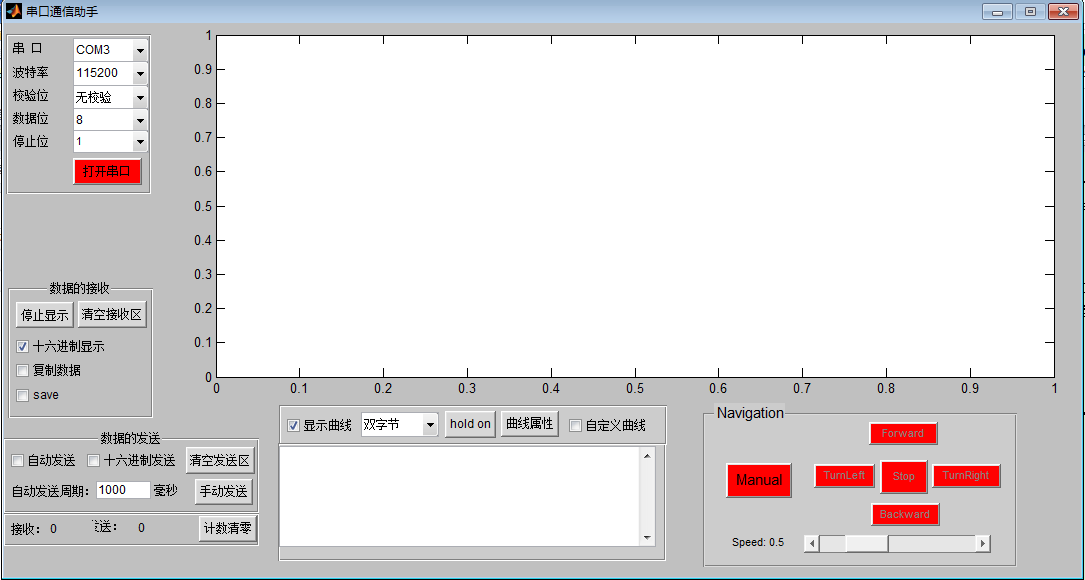 串口通信助手
串 口 COM3
波特率 115200
校验位 无校验
数据位 8
停止位 1
打开串口
1
0.9
0.8
0.7
0.6
0.5
0.4
0.3
0.2
0.1
0
0 0.1 0.2 0.3 0.4 0.5 0.6 0.7 0.8 0.9 1
数据的接收
停止显示 清空接收区
十六进制显示
复制数据
save
数据的发送
自动发送 十六进制发送 清空发送区
自动发送周期: 1000 毫秒 手动发送
接收: 0 送: 0 计数清零
显示曲线 双字节 hold on 曲线属性 自定义曲线
Navigation
Forward
Manual TurnLeft Stop TurnRight
Backward
Speed: 0.5